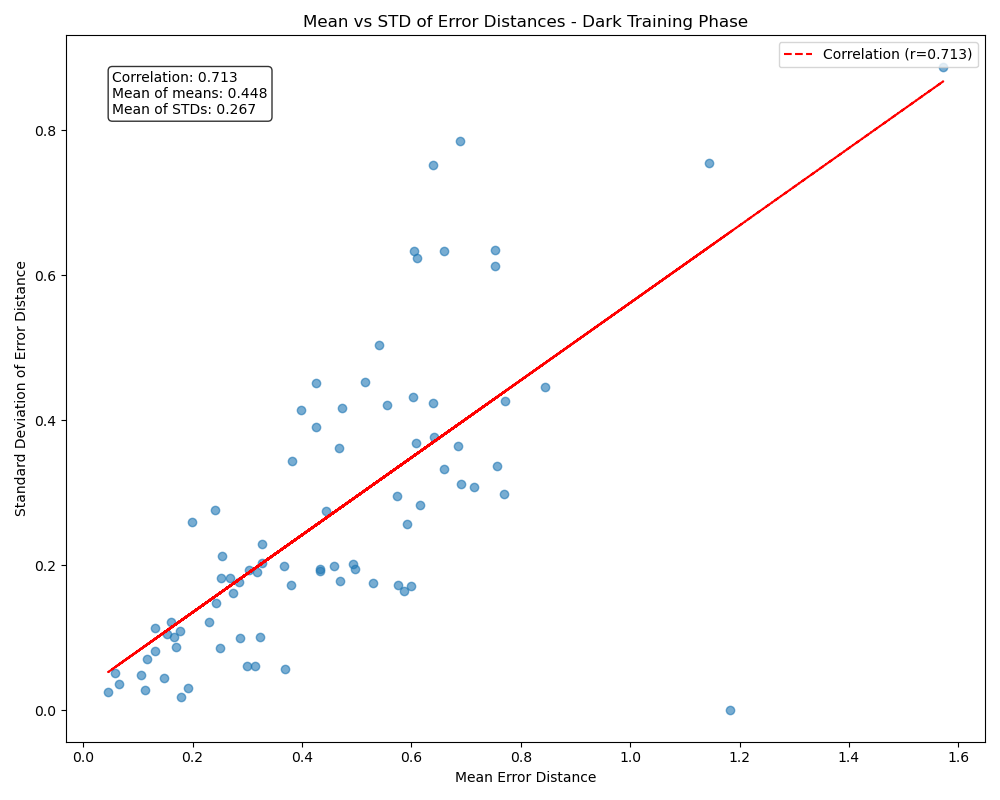 Mean vs STD of Error Distances - Dark Training Phase
Correlation (r=0.713)
Correlation: 0.713
Mean of means: 0.448
Mean of STDs: 0.267
Standard Deviation of Error Distance
0.8
0.6
0.4
0.2
0.0
0.0 0.2 0.4 0.6 0.8 1.0 1.2 1.4 1.6
Mean Error Distance